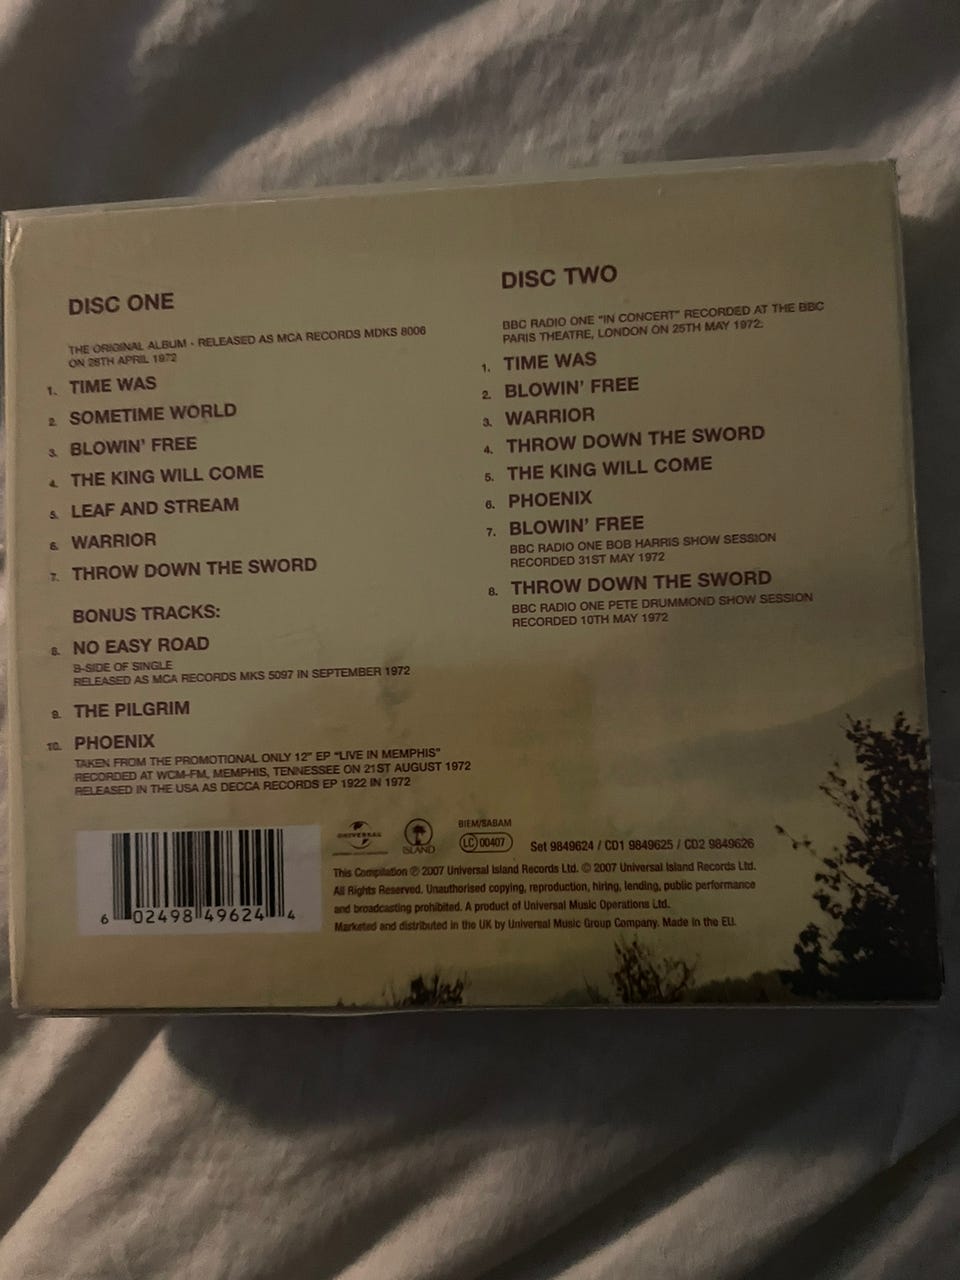 DISC ONE
THE ORIGINAL ALBUM - RELEASED AS MCA RECORDS MDKS 8006
ON 28TH APRIL 1972
1. TIME WAS
2. SOMETIME WORLD
3. BLOWIN' FREE
4. THE KING WILL COME
5. LEAF AND STREAM
6. WARRIOR
7. THROW DOWN THE SWORD
BONUS TRACKS:
8. NO EASY ROAD
B-SIDE OF SINGLE
RELEASED AS MCA RECORDS MKS 5097 IN SEPTEMBER 1972
9. THE PILGRIM
10. PHOENIX
TAKEN FROM THE PROMOTIONAL ONLY 12" EP "LIVE IN MEMPHIS"
RECORDED AT WCM-FM, MEMPHIS, TENNESSEE ON 21ST AUGUST 1972
RELEASED IN THE USA AS DECCA RECORDS EP 1922 IN 1972
DISC TWO
BBC RADIO ONE "IN CONCERT" RECORDED AT THE BBC
PARIS THEATRE, LONDON ON 25TH MAY 1972:
1. TIME WAS
2. BLOWIN' FREE
3. WARRIOR
4. THROW DOWN THE SWORD
5. THE KING WILL COME
6. PHOENIX
7. BLOWIN' FREE
BBC RADIO ONE BOB HARRIS SHOW SESSION
RECORDED 31ST MAY 1972
8. THROW DOWN THE SWORD
BBC RADIO ONE PETE DRUMMOND SHOW SESSION
RECORDED 10TH MAY 1972
6 02498 49624 4
UNIVERSAL
ISLAND
BIEM/SABAM
LC 00407
Set 9849624 / CD1 9849625 / CD2 9849626
This Compilation ℗ 2007 Universal Island Records Ltd. © 2007 Universal Island Records Ltd.
All Rights Reserved. Unauthorised copying, reproduction, hiring, lending, public performance
and broadcasting prohibited. A product of Universal Music Operations Ltd.
Marketed and distributed in the UK by Universal Music Group Company. Made in the EU.